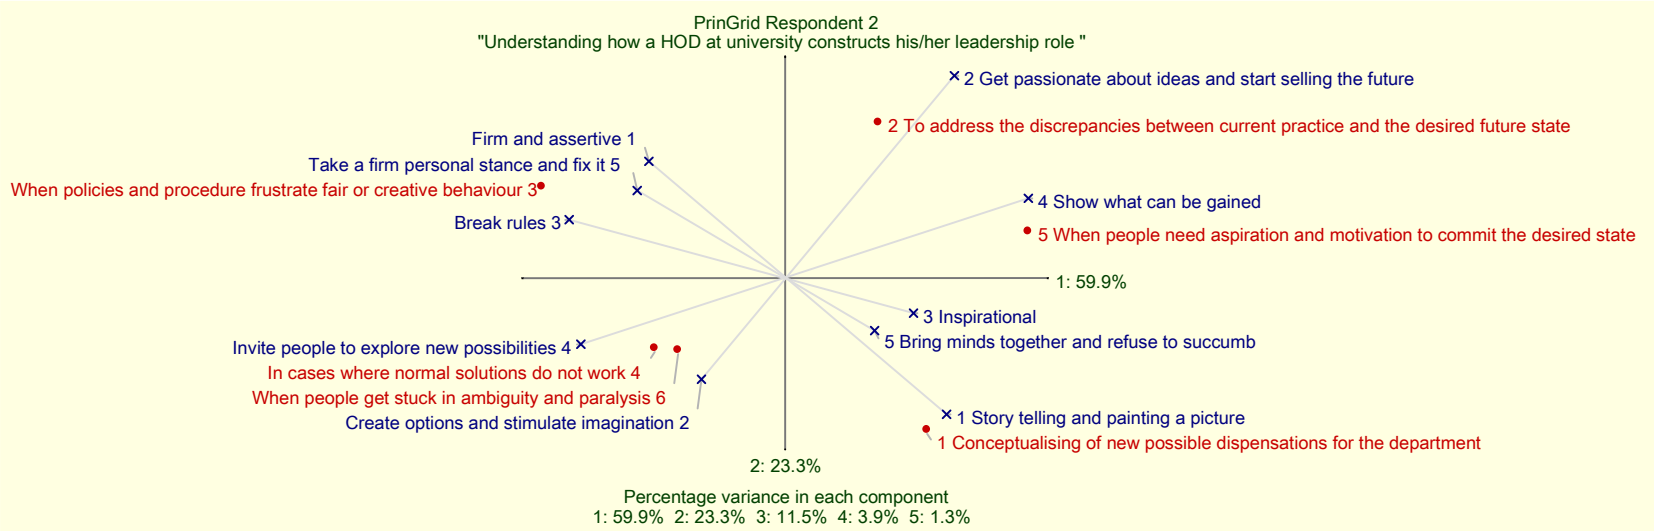 PrinGrid Respondent 2
"Understanding how a HOD at university constructs his/her leadership role "
2 Get passionate about ideas and start selling the future
2 To address the discrepancies between current practice and the desired future state
Firm and assertive 1
Take a firm personal stance and fix it 5
When policies and procedure frustrate fair or creative behaviour 3
4 Show what can be gained
Break rules 3
5 When people need aspiration and motivation to commit the desired state
1: 59.9%
3 Inspirational
5 Bring minds together and refuse to succumb
Invite people to explore new possibilities 4
In cases where normal solutions do not work 4
When people get stuck in ambiguity and paralysis 6
Create options and stimulate imagination 2
1 Story telling and painting a picture
1 Conceptualising of new possible dispensations for the department
2: 23.3%
Percentage variance in each component
1: 59.9% 2: 23.3% 3: 11.5% 4: 3.9% 5: 1.3%